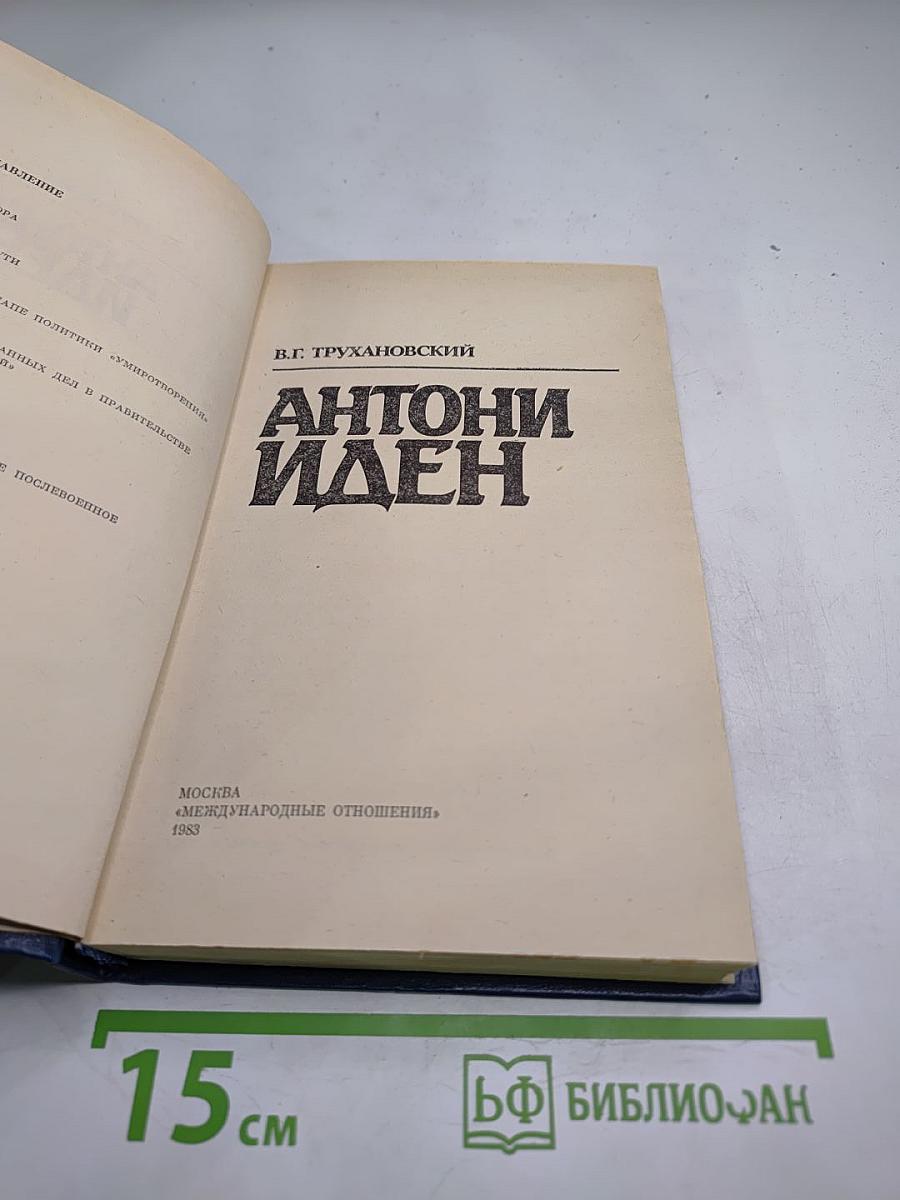 АВЛЕНИЕ
ОРА
УТИ
АПЕ ПОЛИТИКИ «УМИРОТВОРЕНИЯ»
АННЫХ ДЕЛ В ПРАВИТЕЛЬСТВЕ
Й»
Е ПОСЛЕВОЕННОЕ
В.Г. ТРУХАНОВСКИЙ
АНТОНИ
ИДЕН
МОСКВА
«МЕЖДУНАРОДНЫЕ ОТНОШЕНИЯ»
1983
15 см
БФ БИБЛИОФАН